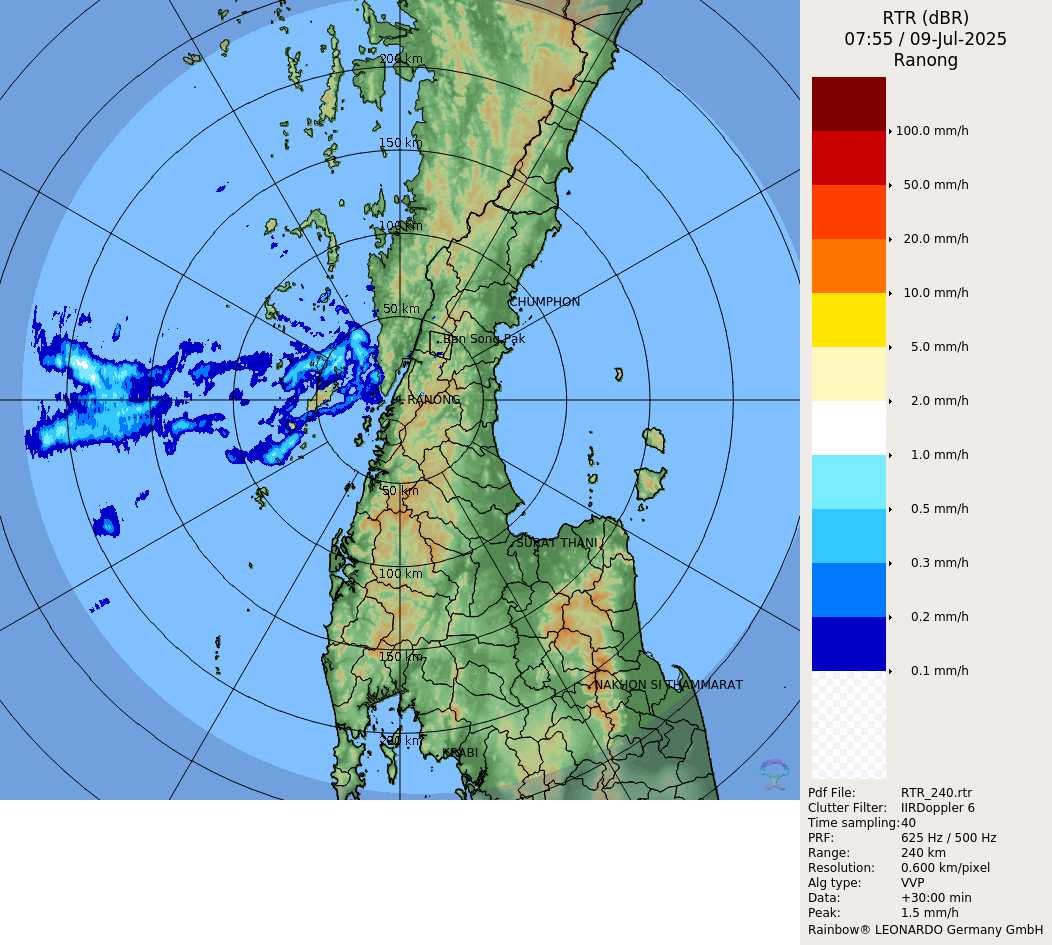 RTR (dBR)
07:55 / 09-Jul-2025
Ranong
100.0 mm/h
50.0 mm/h
20.0 mm/h
10.0 mm/h
5.0 mm/h
2.0 mm/h
1.0 mm/h
0.5 mm/h
0.3 mm/h
0.2 mm/h
0.1 mm/h
200 km
150 km
100 km
50 km
CHUMPHON
Ban Song Pak
RANONG
50 km
SURAT THANI
100 km
150 km
NAKHON SI THAMMARAT
200 km
KRABI
Pdf File: RTR_240.rtr
Clutter Filter: IIRDoppler 6
Time sampling: 40
PRF: 625 Hz / 500 Hz
Range: 240 km
Resolution: 0.600 km/pixel
Alg type: VVP
Data: +30:00 min
Peak: 1.5 mm/h
Rainbow® LEONARDO Germany GmbH